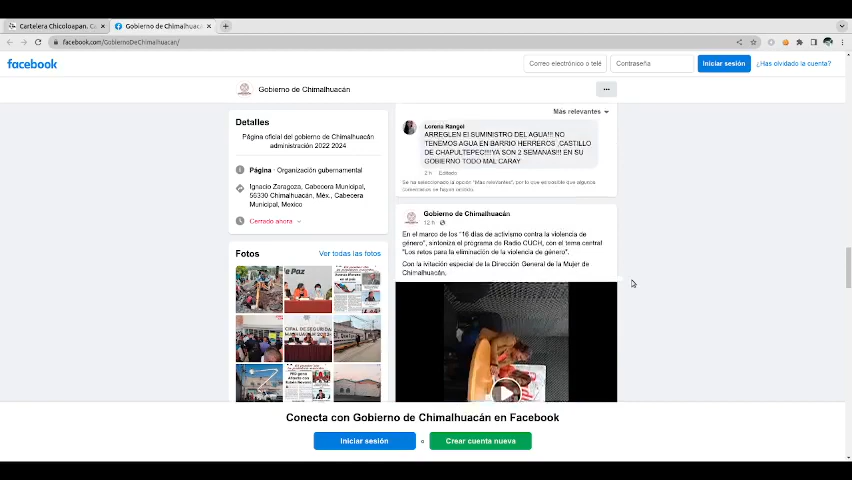 Cartelera Chicoloapan. C
Gobierno de Chimalhuacán
facebook.com/GobiernoDeChimalhuacan/
facebook
Correo electrónico o telé
Contraseña
Iniciar sesión
¿Has olvidado la cuenta?
Gobierno de Chimalhuacán
Detalles
Página oficial del gobierno de Chimalhuacán
administración 2022 2024
Página · Organización gubernamental
Ignacio Zaragoza, Cabecera Municipal,
56330 Chimalhuacán, Méx., Cabecera
Municipal, Mexico
Cerrado ahora
Fotos
Ver todas las fotos
Más relevantes
Lorena Rangel
ARREGLEN El SUMINISTRO DEL AGUA!!! NO
TENEMOS AGUA EN BARRIO HERREROS ,CASTILLO
DE CHAPULTEPEC!!!!YA SON 2 SEMANAS!!! EN SU
GOBIERNO TODO MAL CARAY
2 h Editado
Se ha seleccionado la opción "Más relevantes", por lo que es posible que algunos
comentarios se hayan filtrado.
Gobierno de Chimalhuacán
12 h
En el marco de los "16 días de activismo contra la violencia de
género", sintoniza el programa de Radio CUCH, con el tema central
"Los retos para la eliminación de la violencia de género".
Con la ivitación especial de la Dirección General de la Mujer de
Chimalhuacán,
Conecta con Gobierno de Chimalhuacán en Facebook
Iniciar sesión
o
Crear cuenta nueva